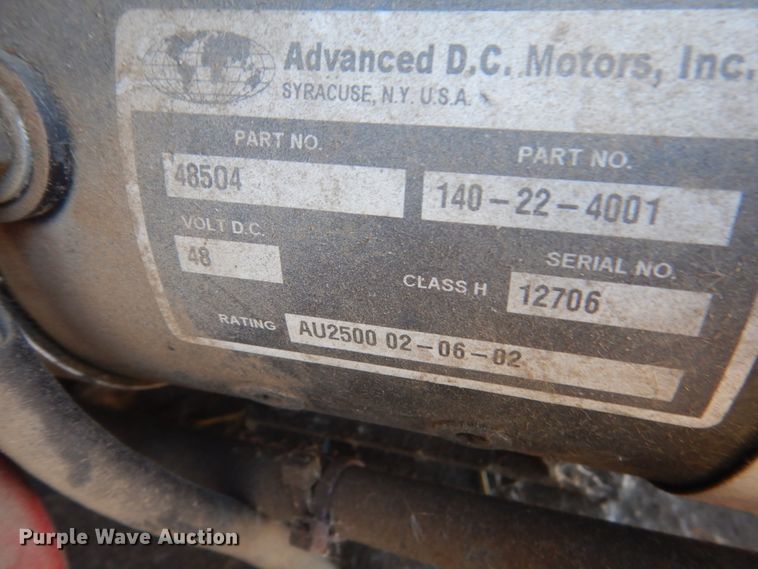 Advanced D.C. Motors, Inc.
SYRACUSE, N.Y. U.S.A.
PART NO. PART NO.
48504 140-22-4001
VOLT D.C. SERIAL NO.
48 CLASS H 12706
RATING AU2500 02-06-02
Purple Wave Auction